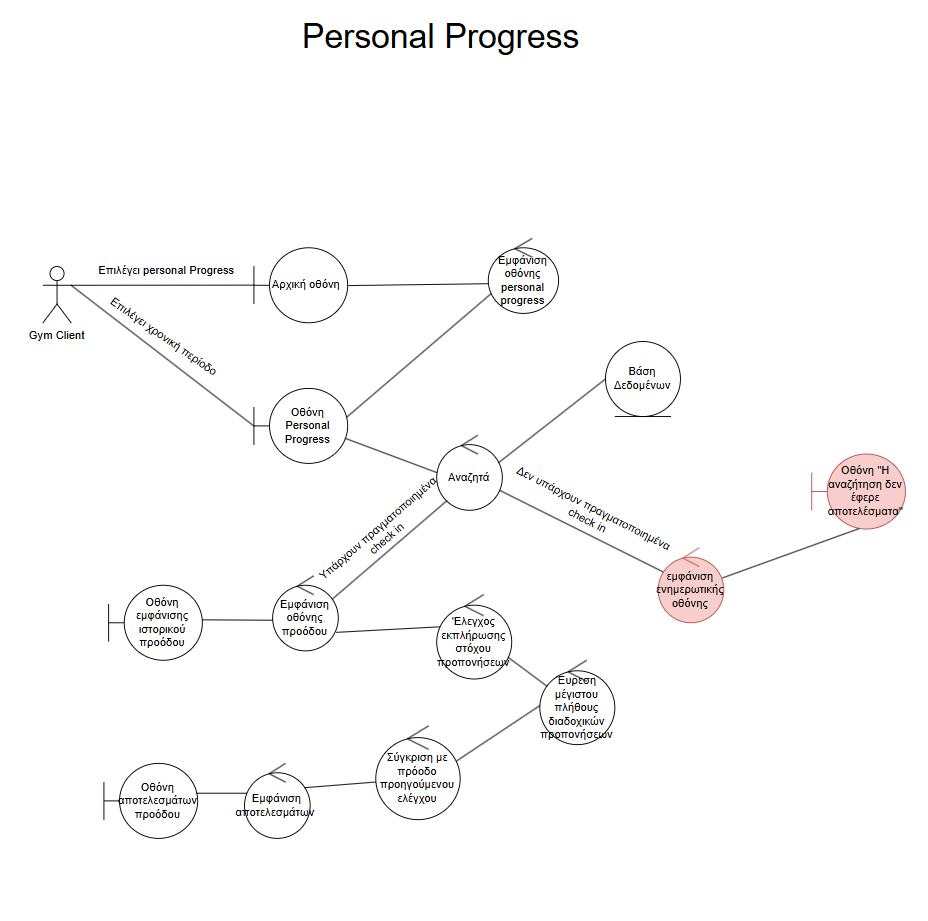 Personal Progress
Επιλέγει personal Progress
Gym Client
Επιλέγει χρονική περίοδο
Αρχική οθόνη
Εμφάνιση
οθόνης
personal
progress
Οθόνη
Personal
Progress
Βάση
Δεδομένων
Αναζητά
Δεν υπάρχουν πραγματοποιημένα
check in
Οθόνη "Η
αναζήτηση δεν
έφερε
αποτελέσματα"
Υπάρχουν πραγματοποιημένα
check in
εμφάνιση
ενημερωτικής
οθόνης
Οθόνη
εμφάνισης
ιστορικού
προόδου
Εμφάνιση
οθόνης
προόδου
Έλεγχος
εκπλήρωσης
στόχου
προπονήσεων
Ευρεση
μέγιστου
πλήθους
διαδοχικών
προπονήσεων
Σύγκριση με
πρόοδο
προηγούμενου
ελέγχου
Εμφάνιση
αποτελεσμάτων
Οθόνη
αποτελεσμάτων
προόδου